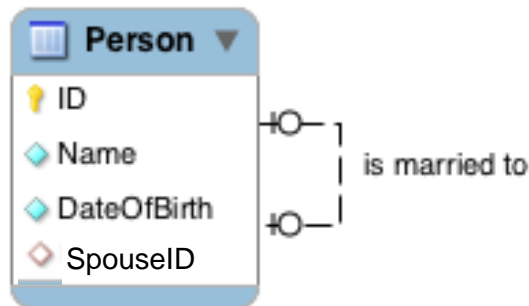 Person
ID
Name
DateOfBirth
SpouseID
is married to